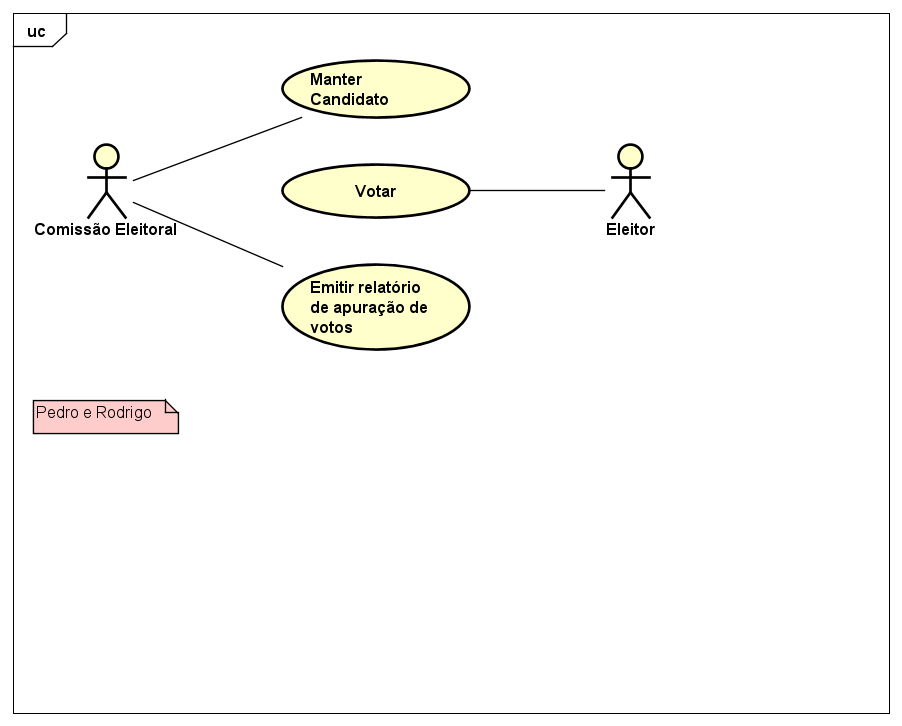 uc
Manter
Candidato
Votar
Comissão Eleitoral
Eleitor
Emitir relatório
de apuração de
votos
Pedro e Rodrigo